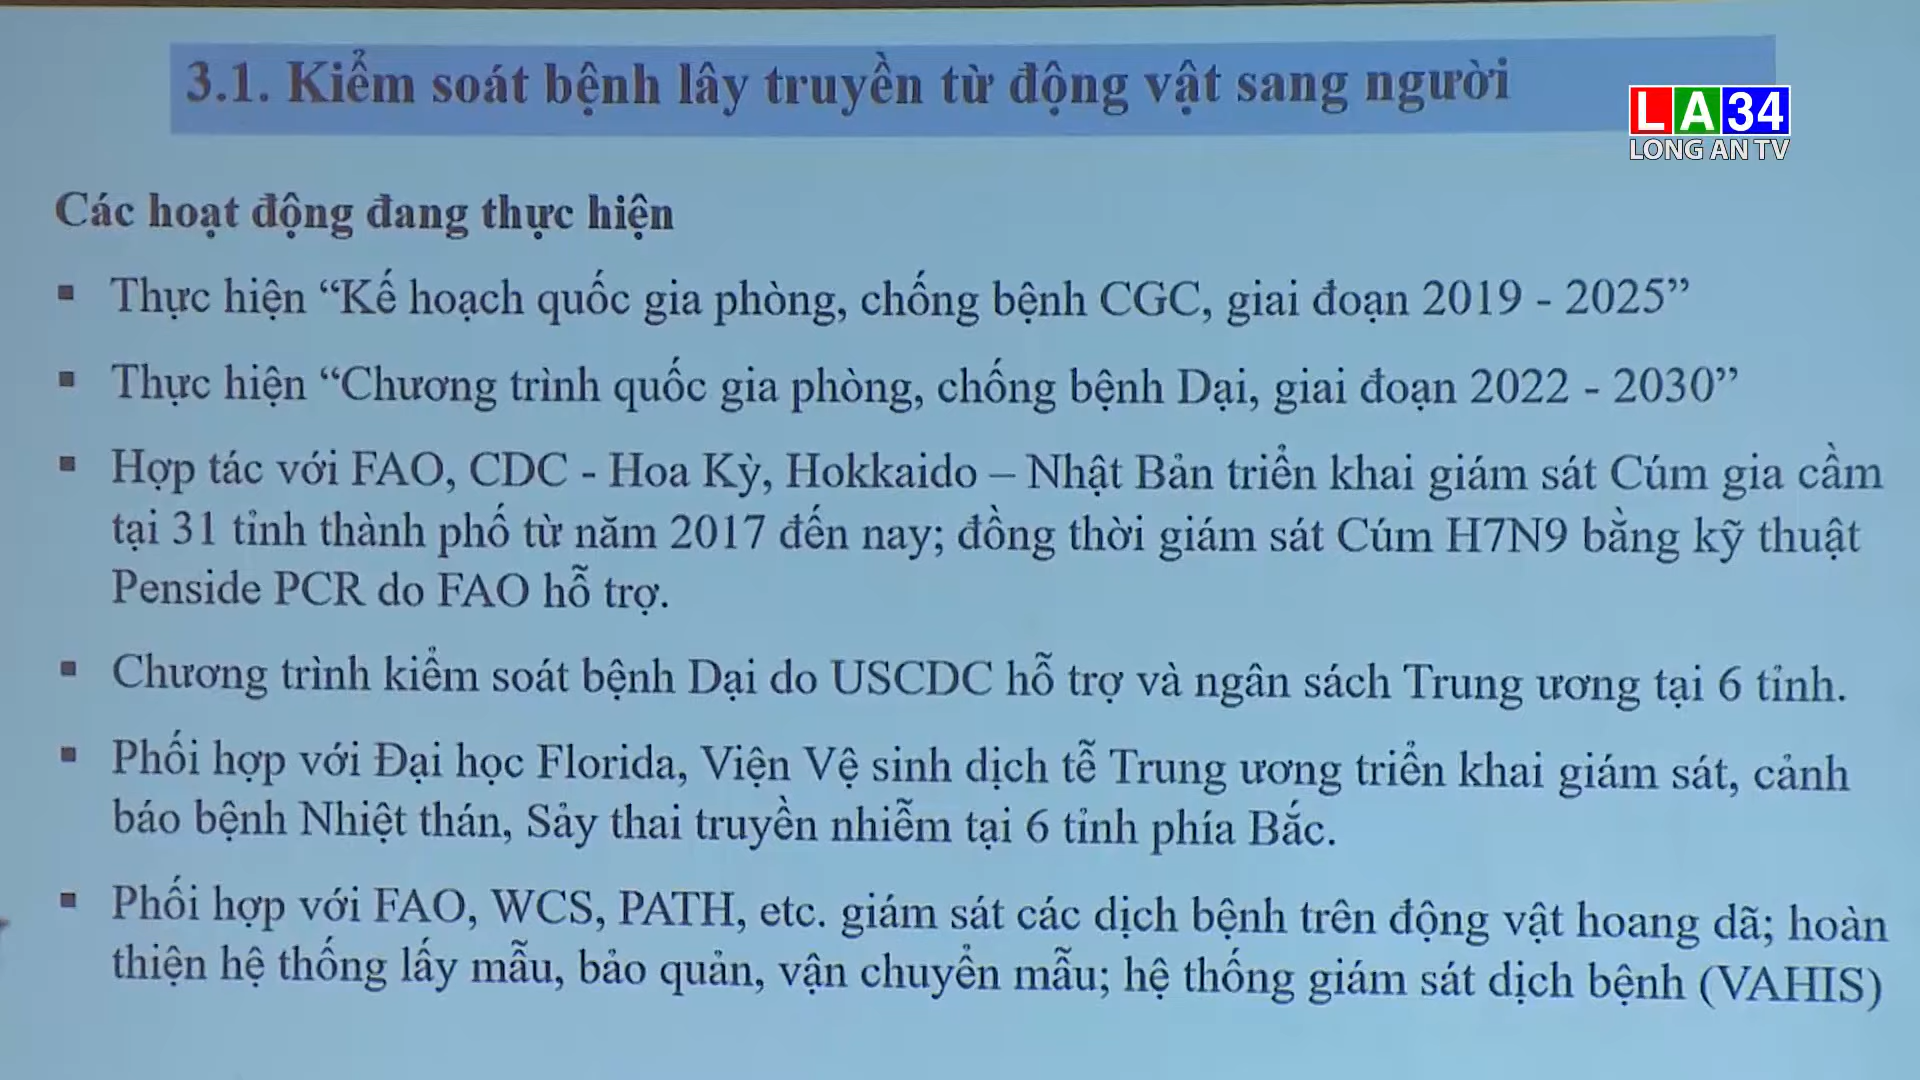 3.1. Kiểm soát bệnh lây truyền từ động vật sang người
LA34
LONG AN TV
Các hoạt động đang thực hiện
▪ Thực hiện “Kế hoạch quốc gia phòng, chống bệnh CGC, giai đoạn 2019 - 2025”
▪ Thực hiện “Chương trình quốc gia phòng, chống bệnh Dại, giai đoạn 2022 - 2030”
▪ Hợp tác với FAO, CDC - Hoa Kỳ, Hokkaido – Nhật Bản triển khai giám sát Cúm gia cầm
tại 31 tỉnh thành phố từ năm 2017 đến nay; đồng thời giám sát Cúm H7N9 bằng kỹ thuật
Penside PCR do FAO hỗ trợ.
▪ Chương trình kiểm soát bệnh Dại do USCDC hỗ trợ và ngân sách Trung ương tại 6 tỉnh.
▪ Phối hợp với Đại học Florida, Viện Vệ sinh dịch tễ Trung ương triển khai giám sát, cảnh
báo bệnh Nhiệt thán, Sảy thai truyền nhiễm tại 6 tỉnh phía Bắc.
▪ Phối hợp với FAO, WCS, PATH, etc. giám sát các dịch bệnh trên động vật hoang dã; hoàn
thiện hệ thống lấy mẫu, bảo quản, vận chuyển mẫu; hệ thống giám sát dịch bệnh (VAHIS)